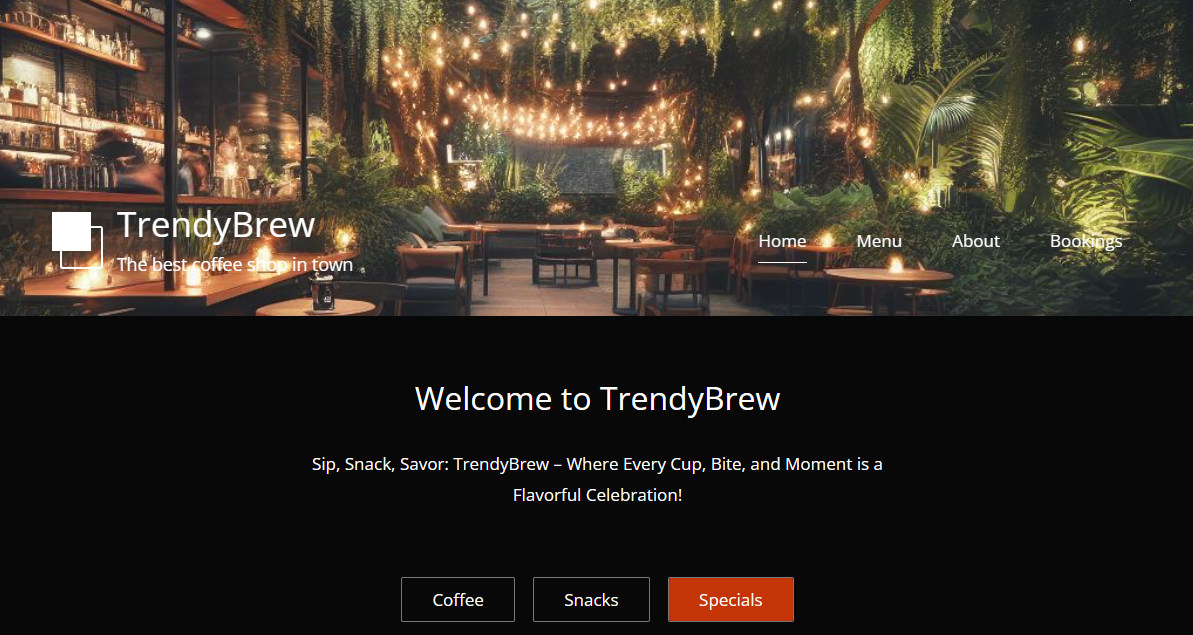 TrendyBrew
The best coffee shop in town
Home Menu About Bookings
Welcome to TrendyBrew
Sip, Snack, Savor: TrendyBrew – Where Every Cup, Bite, and Moment is a
Flavorful Celebration!
Coffee Snacks Specials